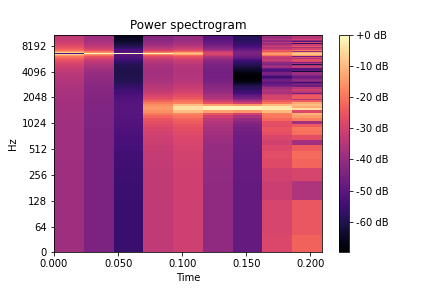 Power spectrogram
8192
4096
2048
1024
512
256
128
64
0
Hz
0.000 0.050 0.100 0.150 0.200
Time
+0 dB
-10 dB
-20 dB
-30 dB
-40 dB
-50 dB
-60 dB